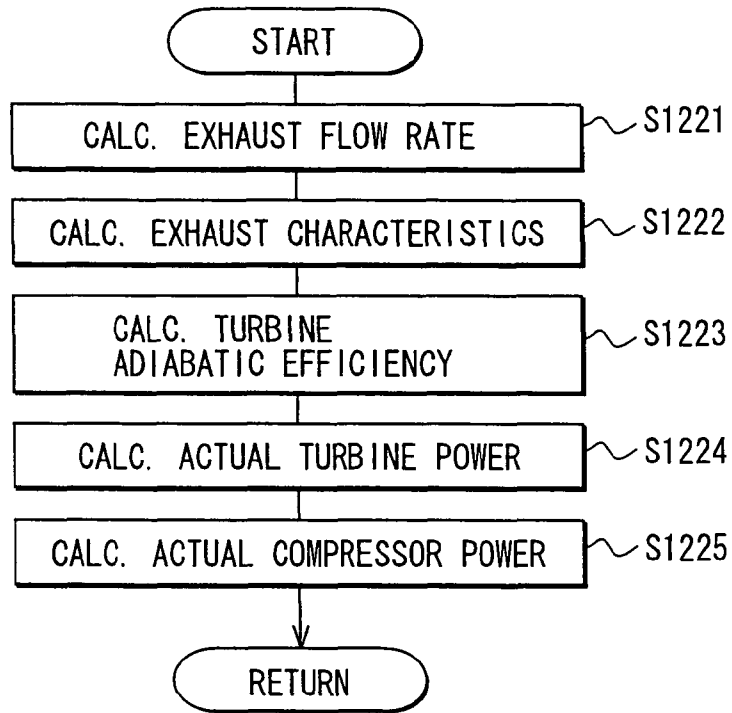 START
CALC. EXHAUST FLOW RATE
S1221
CALC. EXHAUST CHARACTERISTICS
S1222
CALC. TURBINE
ADIABATIC EFFICIENCY
S1223
CALC. ACTUAL TURBINE POWER
S1224
CALC. ACTUAL COMPRESSOR POWER
S1225
RETURN